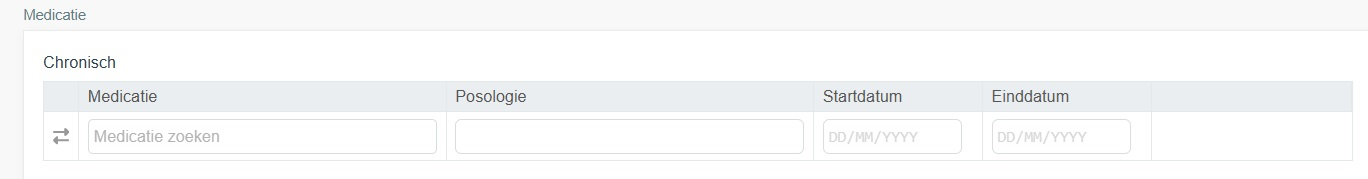 Medicatie
Chronisch
Medicatie Posologie Startdatum Einddatum
Medicatie zoeken DD/MM/YYYY DD/MM/YYYY